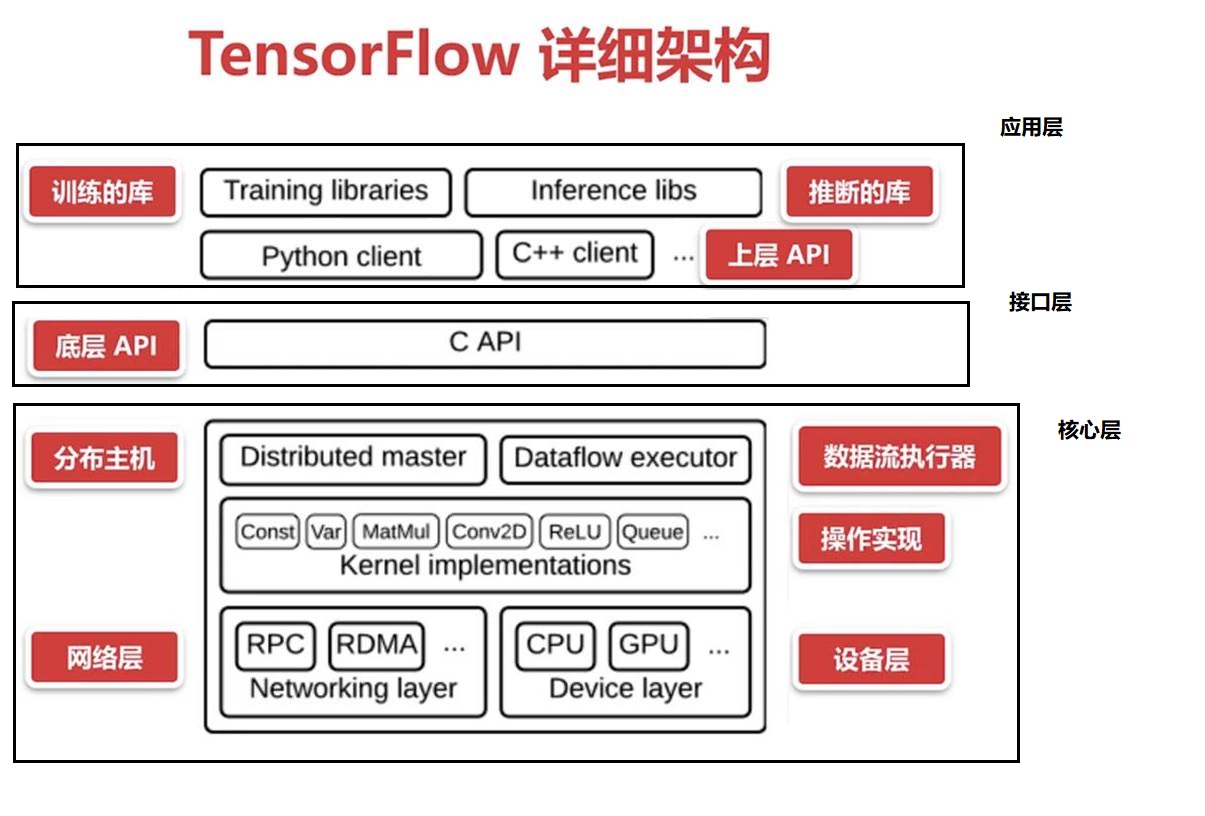 TensorFlow 详细架构
应用层
训练的库 Training libraries Inference libs 推断的库
Python client C++ client ... 上层 API
接口层
底层 API C API
核心层
分布主机 Distributed master Dataflow executor 数据流执行器
Const Var MatMul Conv2D ReLU Queue ... 操作实现
Kernel implementations
网络层 RPC RDMA ... CPU GPU ... 设备层
Networking layer Device layer